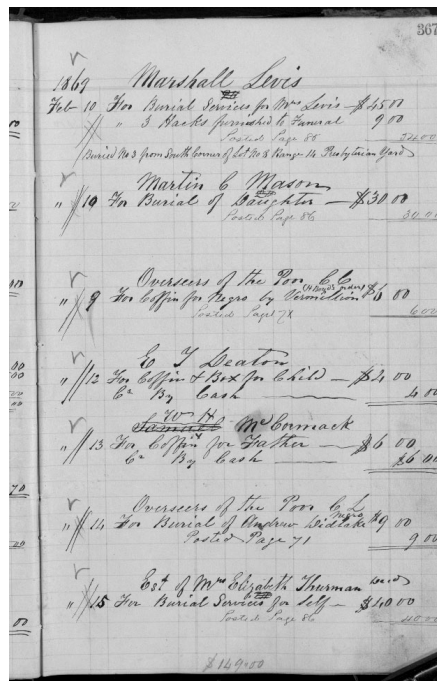 367
1869 Marshall Levis
Feb 10 For Burial Services for Mrs Levis — $45 00
" " 3 Hacks furnished to Funeral 9 00
Posted Page 85 54.00
(Buried No 3 from South Corner of Lot No 8 Range 14 Presbyterian Yard)
Martin C Mason
" 10 For Burial of Daughter — $30 00
Posted Page 86 30 00
Overseers of the Poor C C
" 9 For Coffin for Negro by Vermillion (H Boyd's order) $6 00
Posted Page 71 6 00
E T Deaton
" 12 For Coffin & Box for Child — $4 00
Cr By Cash — 4 00
Wm H
Samuel McCormack
" 13 For Coffin for Father — $6 00
Cr By Cash — $6 00
Overseers of the Poor C L
" 14 For Burial of Andrew Negro $9 00
Posted Page 71 9 00
Est of Mrs Elizabeth Thurman decd
" 15 For Burial Services for Self — $40 00
Posted Page 86 40 00
$149.00